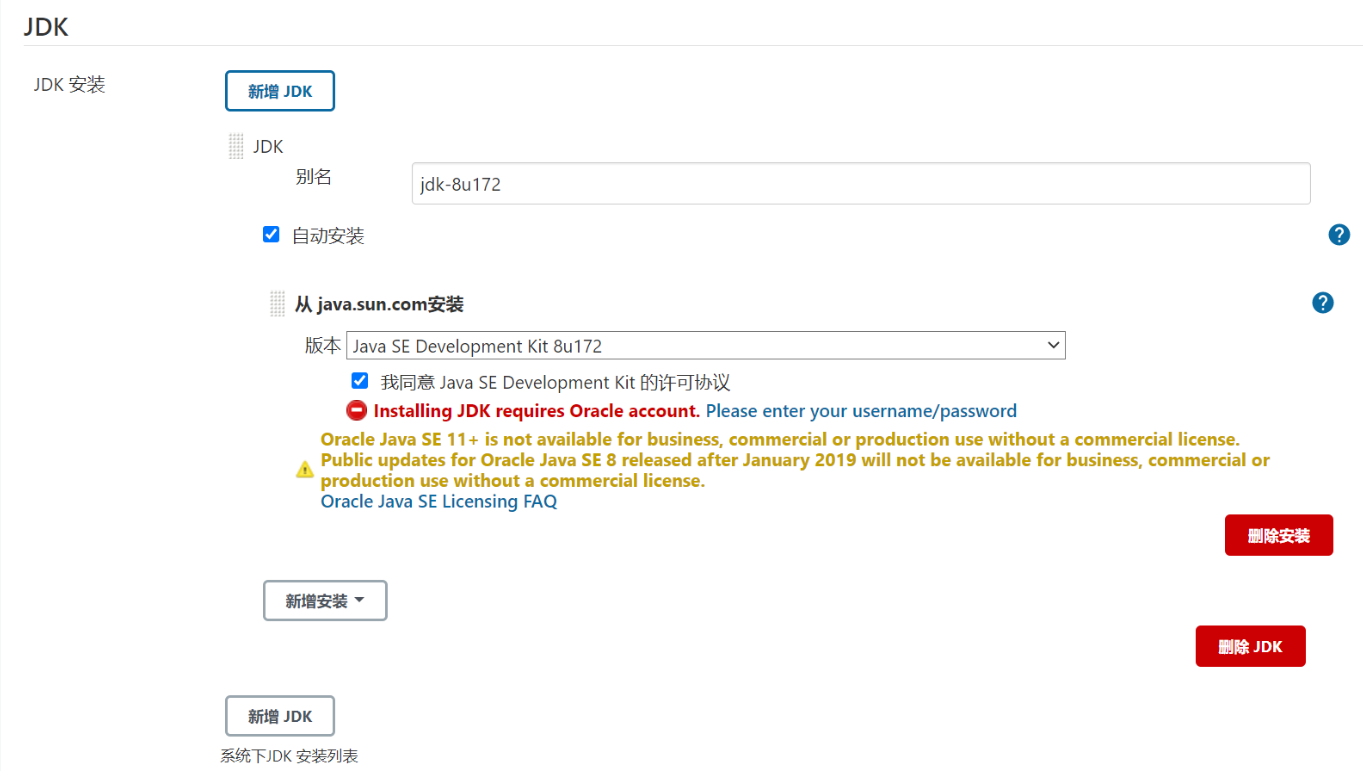 JDK
JDK 安装
新增 JDK
JDK
别名
jdk-8u172
自动安装
?
从 java.sun.com安装
?
版本
Java SE Development Kit 8u172
我同意 Java SE Development Kit 的许可协议
Installing JDK requires Oracle account. Please enter your username/password
Oracle Java SE 11+ is not available for business, commercial or production use without a commercial license.
Public updates for Oracle Java SE 8 released after January 2019 will not be available for business, commercial or
production use without a commercial license.
Oracle Java SE Licensing FAQ
删除安装
新增安装
删除 JDK
新增 JDK
系统下JDK 安装列表